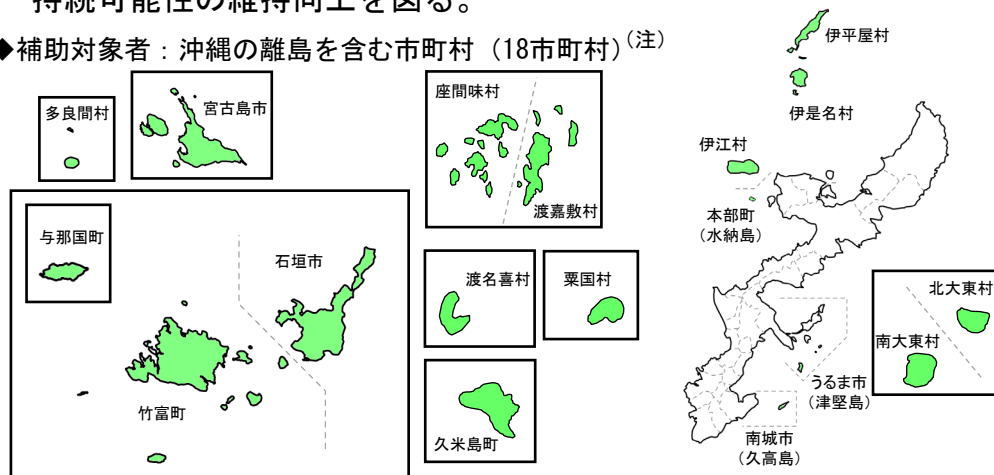 持続可能性の維持向上を図る。
◆補助対象者：沖縄の離島を含む市町村（18市町村）(注)
伊平屋村
伊是名村
伊江村
本部町
（水納島）
多良間村
宮古島市
座間味村
渡嘉敷村
与那国町
石垣市
竹富町
渡名喜村
粟国村
久米島町
北大東村
南大東村
うるま市
（津堅島）
南城市
（久高島）